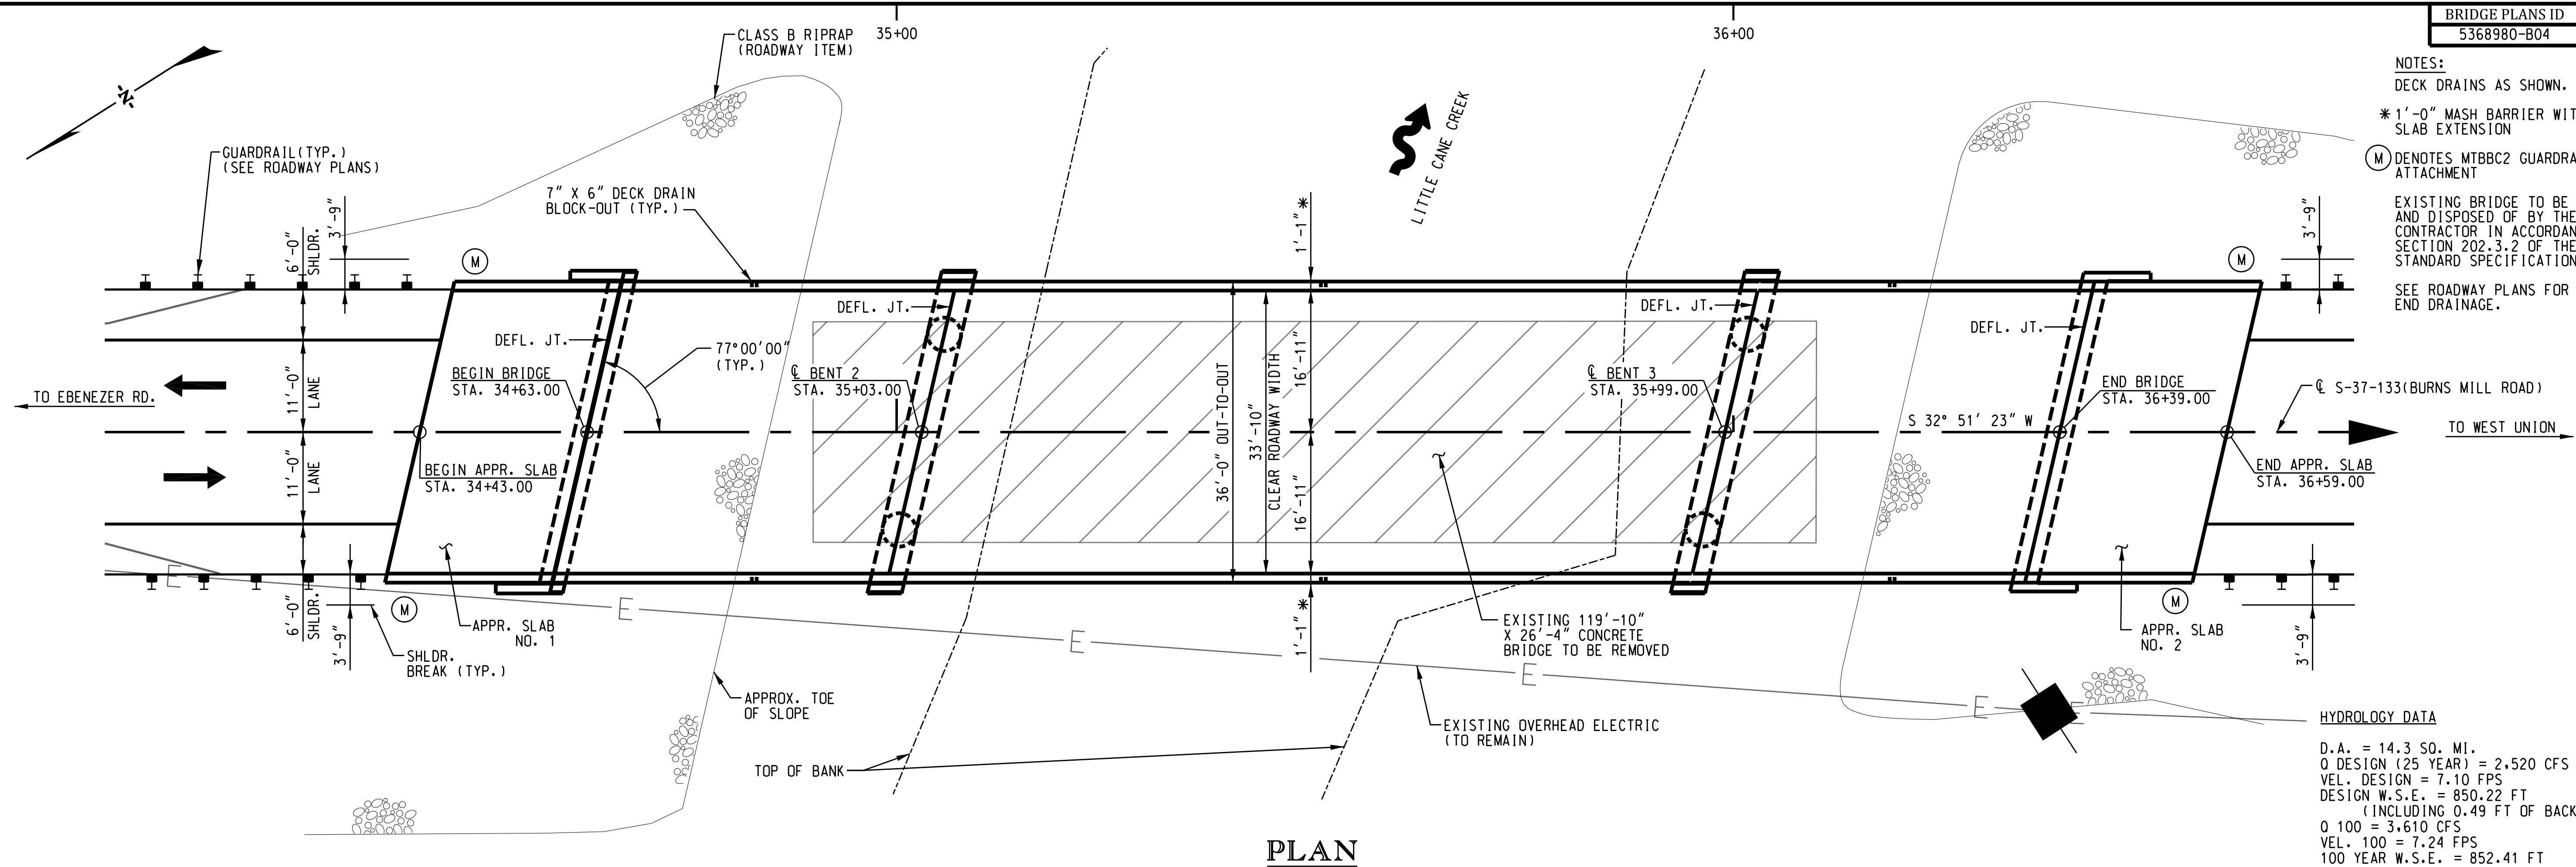 BRIDGE PLANS ID
5368980-B04
35+00
36+00
CLASS B RIPRAP
(ROADWAY ITEM)
-N-
GUARDRAIL(TYP.)
(SEE ROADWAY PLANS)
7" X 6" DECK DRAIN
BLOCK-OUT (TYP.)
LITTLE CANE CREEK
NOTES:
DECK DRAINS AS SHOWN.
* 1'-0" MASH BARRIER
SLAB EXTENSION
M DENOTES MTBBC2
ATTACHMENT
EXISTING BRIDGE TO BE
AND DISPOSED OF BY THE
CONTRACTOR IN
SECTION 202.3.2 OF THE
STANDARD
SEE ROADWAY PLANS FOR
END DRAINAGE.
6'-0"
SHLDR.
3'-9"
M
1'-1" *
3'-9"
M
DEFL. JT.
DEFL. JT.
DEFL. JT.
DEFL. JT.
77°00'00"
(TYP.)
BEGIN BRIDGE
STA. 34+63.00
℄ BENT 2
STA. 35+03.00
℄ BENT 3
STA. 35+99.00
END BRIDGE
STA. 36+39.00
℄ S-37-133(BURNS MILL ROAD)
TO EBENEZER RD.
11'-0"
LANE
36'-0" OUT-TO-OUT
33'-10"
CLEAR ROADWAY WIDTH
16'-11"
S 32° 51' 23" W
TO WEST UNION
BEGIN APPR. SLAB
STA. 34+43.00
11'-0"
LANE
16'-11"
END APPR. SLAB
STA. 36+59.00
E
6'-0"
SHLDR.
3'-9"
M
APPR. SLAB
NO. 1
SHLDR.
BREAK (TYP.)
E
E
1'-1" *
EXISTING 119'-10"
X 26'-4" CONCRETE
BRIDGE TO BE REMOVED
M
APPR. SLAB
NO. 2
3'-9"
E
E
E
APPROX. TOE
OF SLOPE
EXISTING OVERHEAD ELECTRIC
(TO REMAIN)
TOP OF BANK
HYDROLOGY DATA
D.A. = 14.3 SQ. MI.
Q DESIGN (25 YEAR) = 2,520 CFS
VEL. DESIGN = 7.10 FPS
DESIGN W.S.E. = 850.22 FT
(INCLUDING 0.49 FT OF
Q 100 = 3,610 CFS
VEL. 100 = 7.24 FPS
100 YEAR W.S.E. = 852.41 FT
PLAN